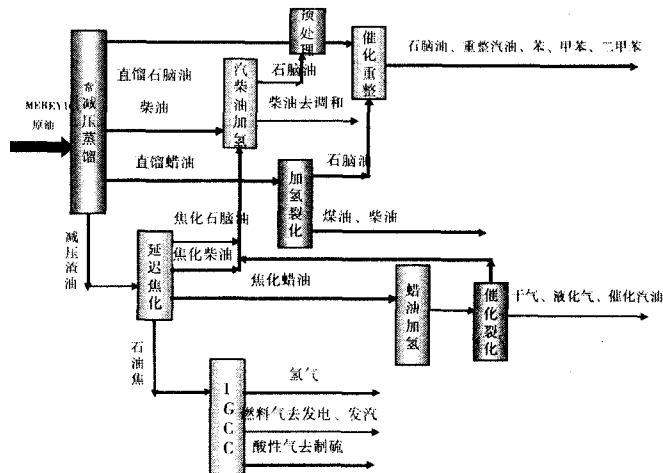 预处理
催化重整
石脑油、重整汽油、苯、甲苯、二甲苯
直馏石脑油
汽柴油加氢
石脑油
常减压蒸馏
柴油
柴油去调和
原油
直馏蜡油
石脑油
加氢裂化
煤油、柴油
焦化石脑油
减压渣油
延迟焦化
焦化柴油
焦化蜡油
蜡油加氢
催化裂化
干气、液化气、催化汽油
石油焦
IGCC
氢气
燃料气去发电、发汽
酸性气去制硫